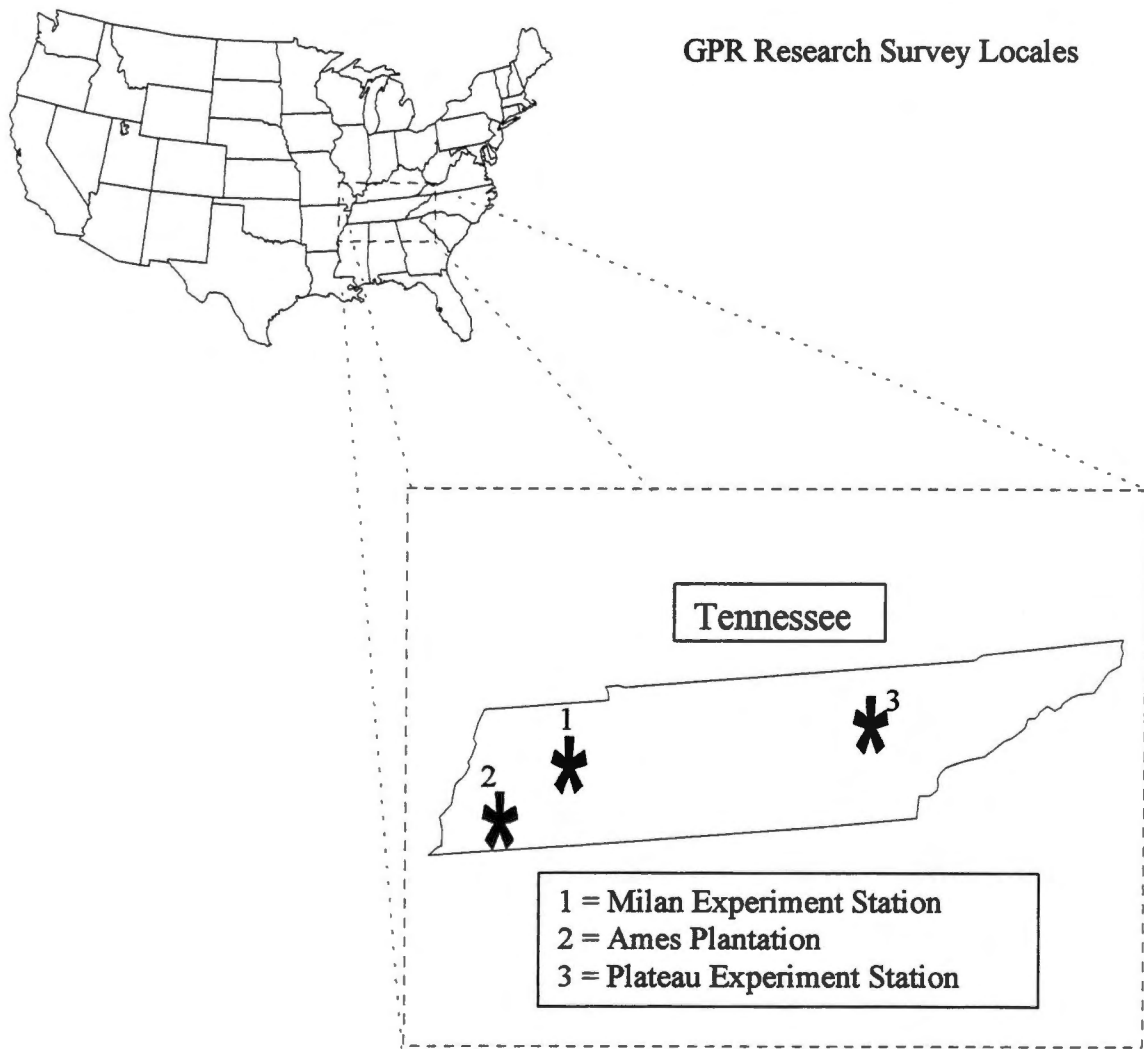 GPR Research Survey Locales
Tennessee
1
3
2
1 = Milan Experiment Station
2 = Ames Plantation
3 = Plateau Experiment Station